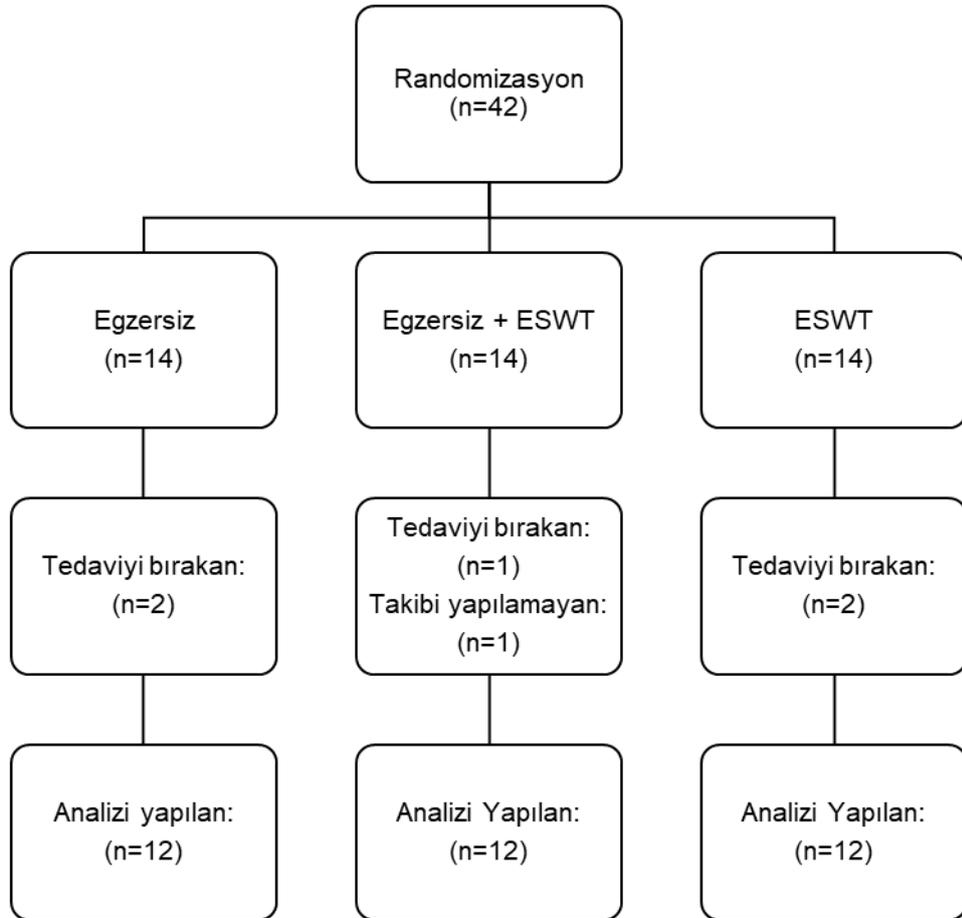 Randomizasyon
(n=42)
Egzersiz
(n=14)
Egzersiz + ESWT
(n=14)
ESWT
(n=14)
Tedaviyi bırakan:
(n=2)
Tedaviyi bırakan:
(n=1)
Takibi yapılamayan:
(n=1)
Tedaviyi bırakan:
(n=2)
Analizi yapılan:
(n=12)
Analizi Yapılan:
(n=12)
Analizi Yapılan:
(n=12)